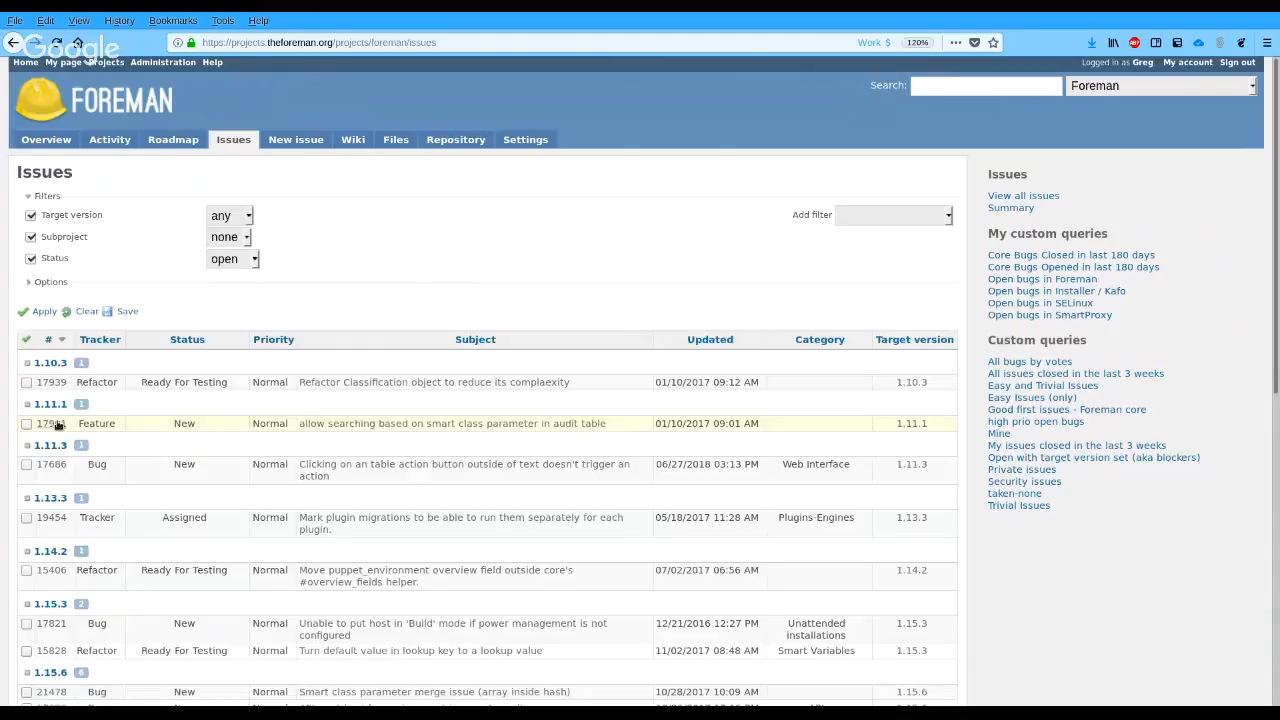 File Edit View History Bookmarks Tools Help
https://projects.theforeman.org/projects/foreman/issues Work $ 120%
Google
Home My page Projects Administration Help Logged in as Greg My account Sign out
FOREMAN
Search: Foreman
Overview Activity Roadmap Issues New issue Wiki Files Repository Settings
Issues
Filters
Target version any Add filter
Subproject none
Status open
Options
Apply Clear Save
# Tracker Status Priority Subject Updated Category Target version
1.10.3 1
17939 Refactor Ready For Testing Normal Refactor Classification object to reduce its complaexity 01/10/2017 09:12 AM 1.10.3
1.11.1 1
Feature New Normal allow searching based on smart class parameter in audit table 01/10/2017 09:01 AM 1.11.1
1.11.3 1
17686 Bug New Normal Clicking on an table action button outside of text doesn't trigger an 06/27/2018 03:13 PM Web Interface 1.11.3
action
1.13.3 1
19454 Tracker Assigned Normal Mark plugin migrations to be able to run them separately for each 05/18/2017 11:28 AM Plugins-Engines 1.13.3
plugin.
1.14.2 1
15406 Refactor Ready For Testing Normal Move puppet_environment overview field outside core's 07/02/2017 06:56 AM 1.14.2
#overview_fields helper.
1.15.3 2
17821 Bug New Normal Unable to put host in 'Build' mode if power management is not 12/21/2016 12:27 PM Unattended 1.15.3
configured installations
15828 Refactor Ready For Testing Normal Turn default value in lookup key to a lookup value 11/02/2017 08:48 AM Smart Variables 1.15.3
1.15.6 6
21478 Bug New Normal Smart class parameter merge issue (array inside hash) 10/28/2017 10:09 AM 1.15.6
Issues
View all issues
Summary
My custom queries
Core Bugs Closed in last 180 days
Core Bugs Opened in last 180 days
Open bugs in Foreman
Open bugs in Installer / Kafo
Open bugs in SELinux
Open bugs in SmartProxy
Custom queries
All bugs by votes
All issues closed in the last 3 weeks
Easy and Trivial Issues
Easy Issues (only)
Good first issues - Foreman core
high prio open bugs
Mine
My issues closed in the last 3 weeks
Open with target version set (aka blockers)
Private issues
Security issues
taken-none
Trivial Issues